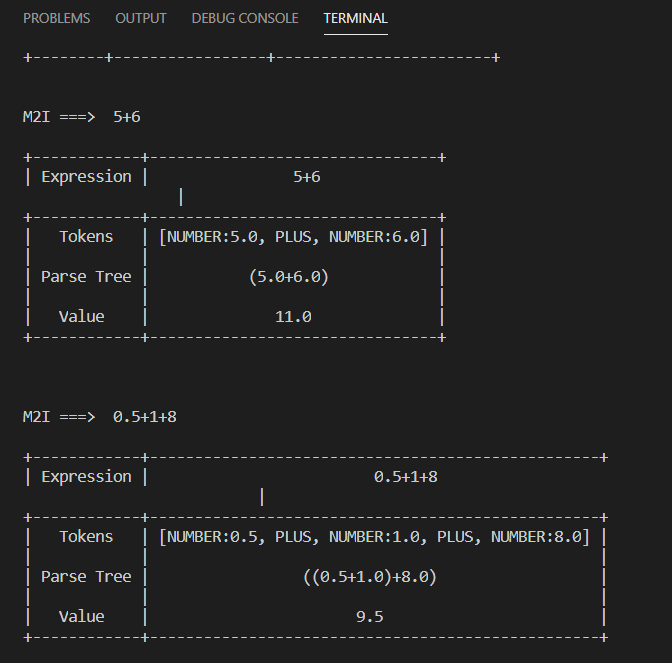 PROBLEMS OUTPUT DEBUG CONSOLE TERMINAL
+--------+-----------------+------------------------+
M2I ===> 5+6
+------------+--------------------------------+
| Expression | 5+6
|
+------------+--------------------------------+
| Tokens | [NUMBER:5.0, PLUS, NUMBER:6.0] |
| | |
| Parse Tree | (5.0+6.0) |
| | |
| Value | 11.0 |
+------------+--------------------------------+
M2I ===> 0.5+1+8
+------------+--------------------------------------------------+
| Expression | 0.5+1+8
|
+------------+--------------------------------------------------+
| Tokens | [NUMBER:0.5, PLUS, NUMBER:1.0, PLUS, NUMBER:8.0] |
| | |
| Parse Tree | ((0.5+1.0)+8.0) |
| | |
| Value | 9.5 |
+------------+--------------------------------------------------+